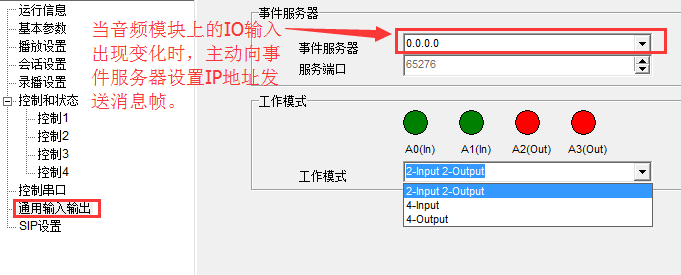 运行信息
基本参数
播放设置
会话设置
录播设置
控制和状态
控制1
控制2
控制3
控制4
控制串口
通用输入输出
SIP设置
当音频模块上的IO输入
出现变化时，主动向事
件服务器设置IP地址发
送消息帧。
事件服务器
事件服务器
0.0.0.0
服务端口
65276
工作模式
A0(In) A1(In) A2(Out) A3(Out)
工作模式
2-Input 2-Output
2-Input 2-Output
4-Input
4-Output